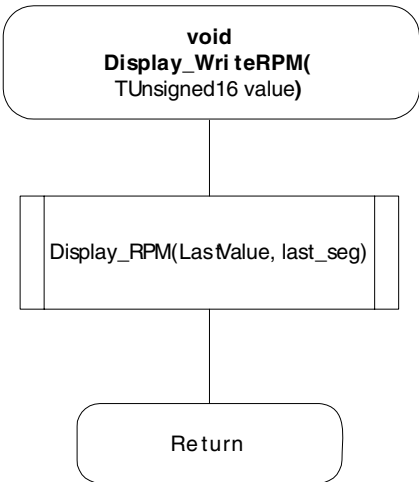 void
Display_WriteRPM(
TUnsigned16 value)
Display_RPM(LastValue, last_seg)
Return